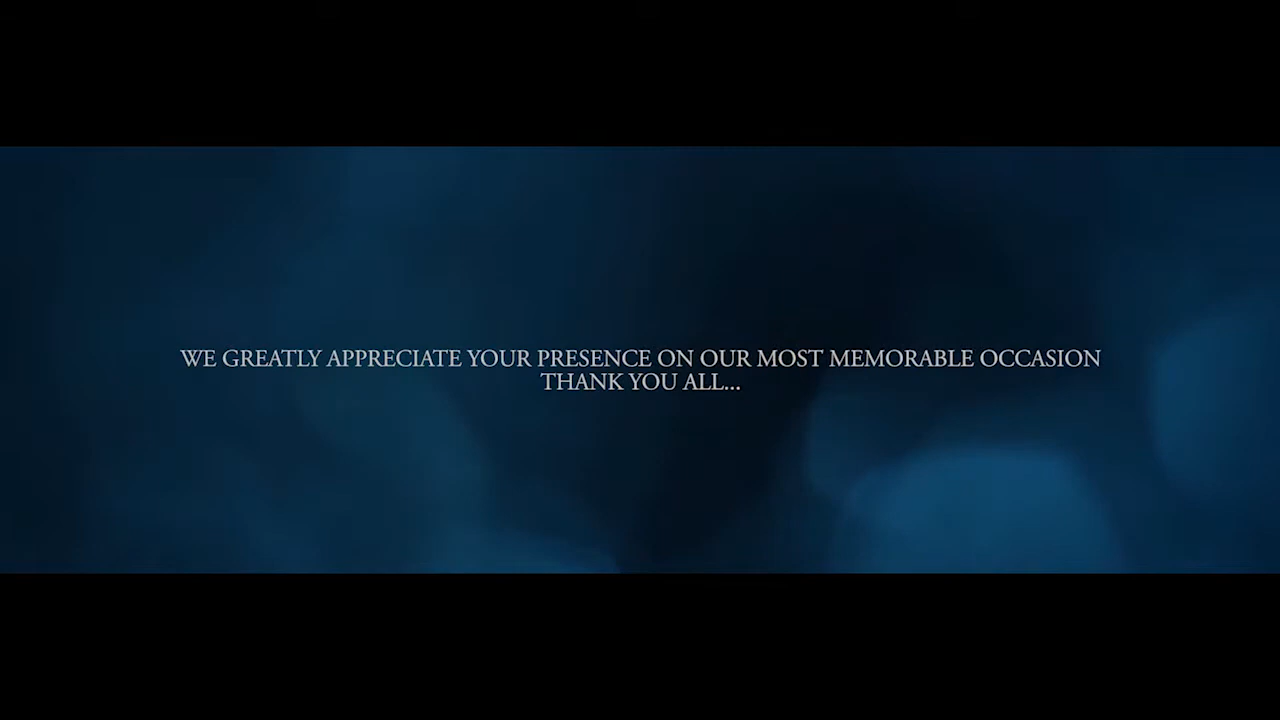 WE GREATLY APPRECIATE YOUR PRESENCE ON OUR MOST MEMORABLE OCCASION
THANK YOU ALL...